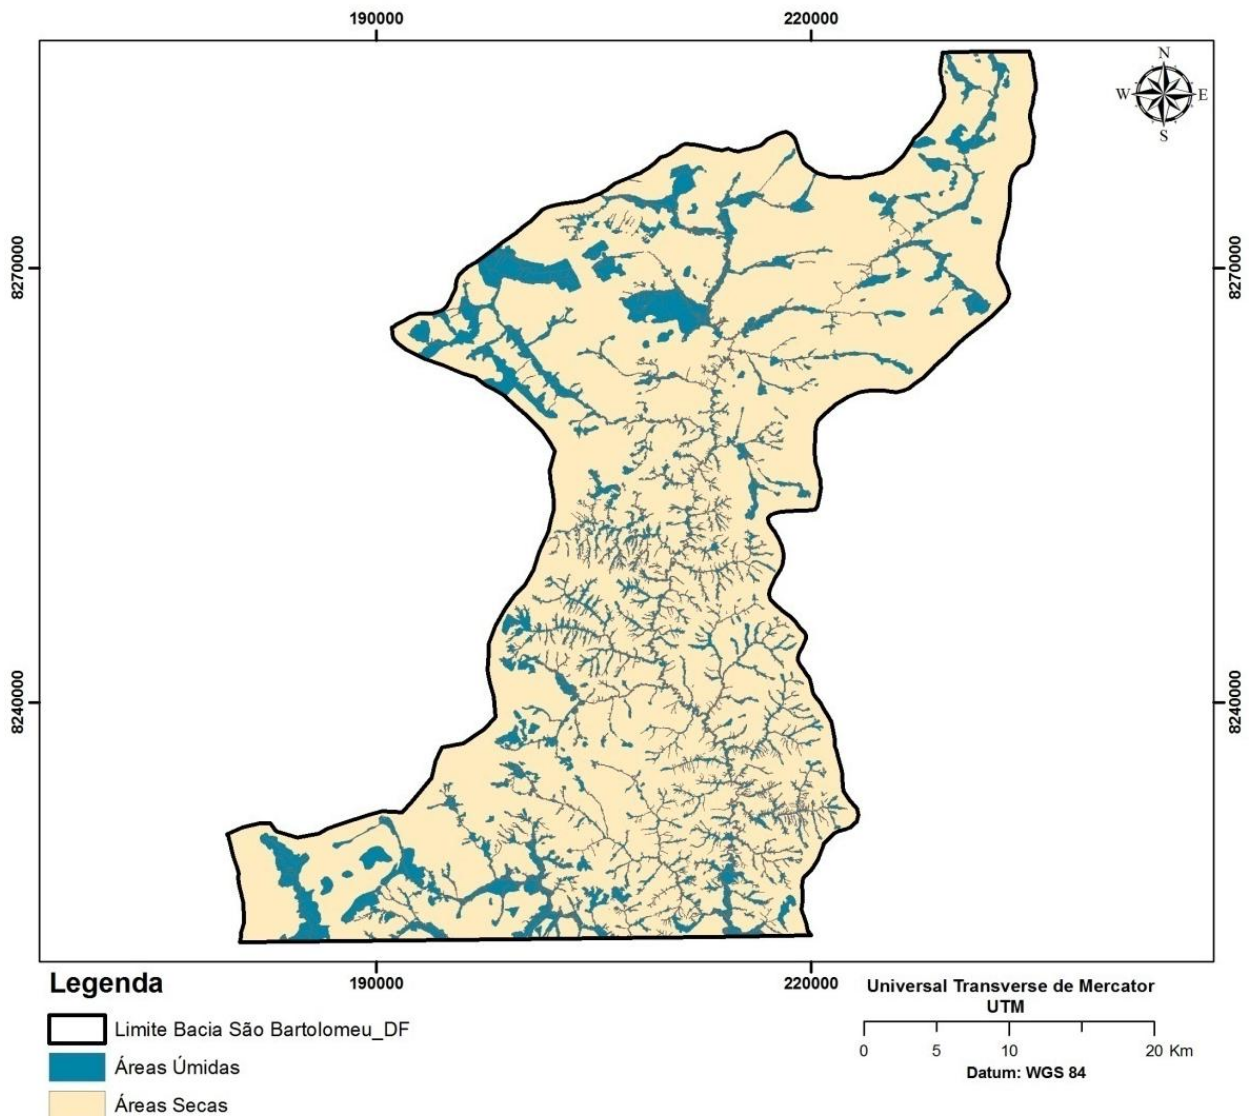 190000
220000
N
W
E
S
8270000
8270000
8240000
8240000
190000
220000
Legenda
Limite Bacia São Bartolomeu_DF
Áreas Úmidas
Áreas Secas
Universal Transverse de Mercator
UTM
0 5 10 20 Km
Datum: WGS 84